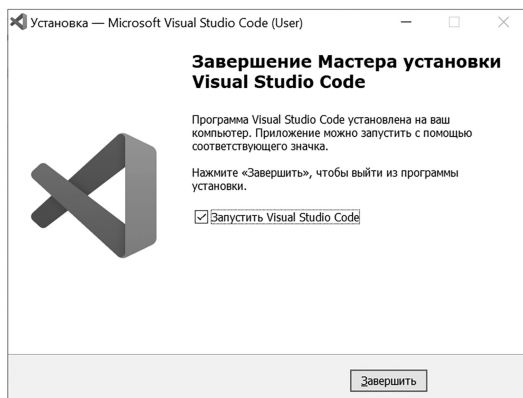 Установка — Microsoft Visual Studio Code (User)
Завершение Мастера установки
Visual Studio Code
Программа Visual Studio Code установлена на ваш
компьютер. Приложение можно запустить с помощью
соответствующего значка.
Нажмите «Завершить», чтобы выйти из программы
установки.
Запустить Visual Studio Code
Завершить